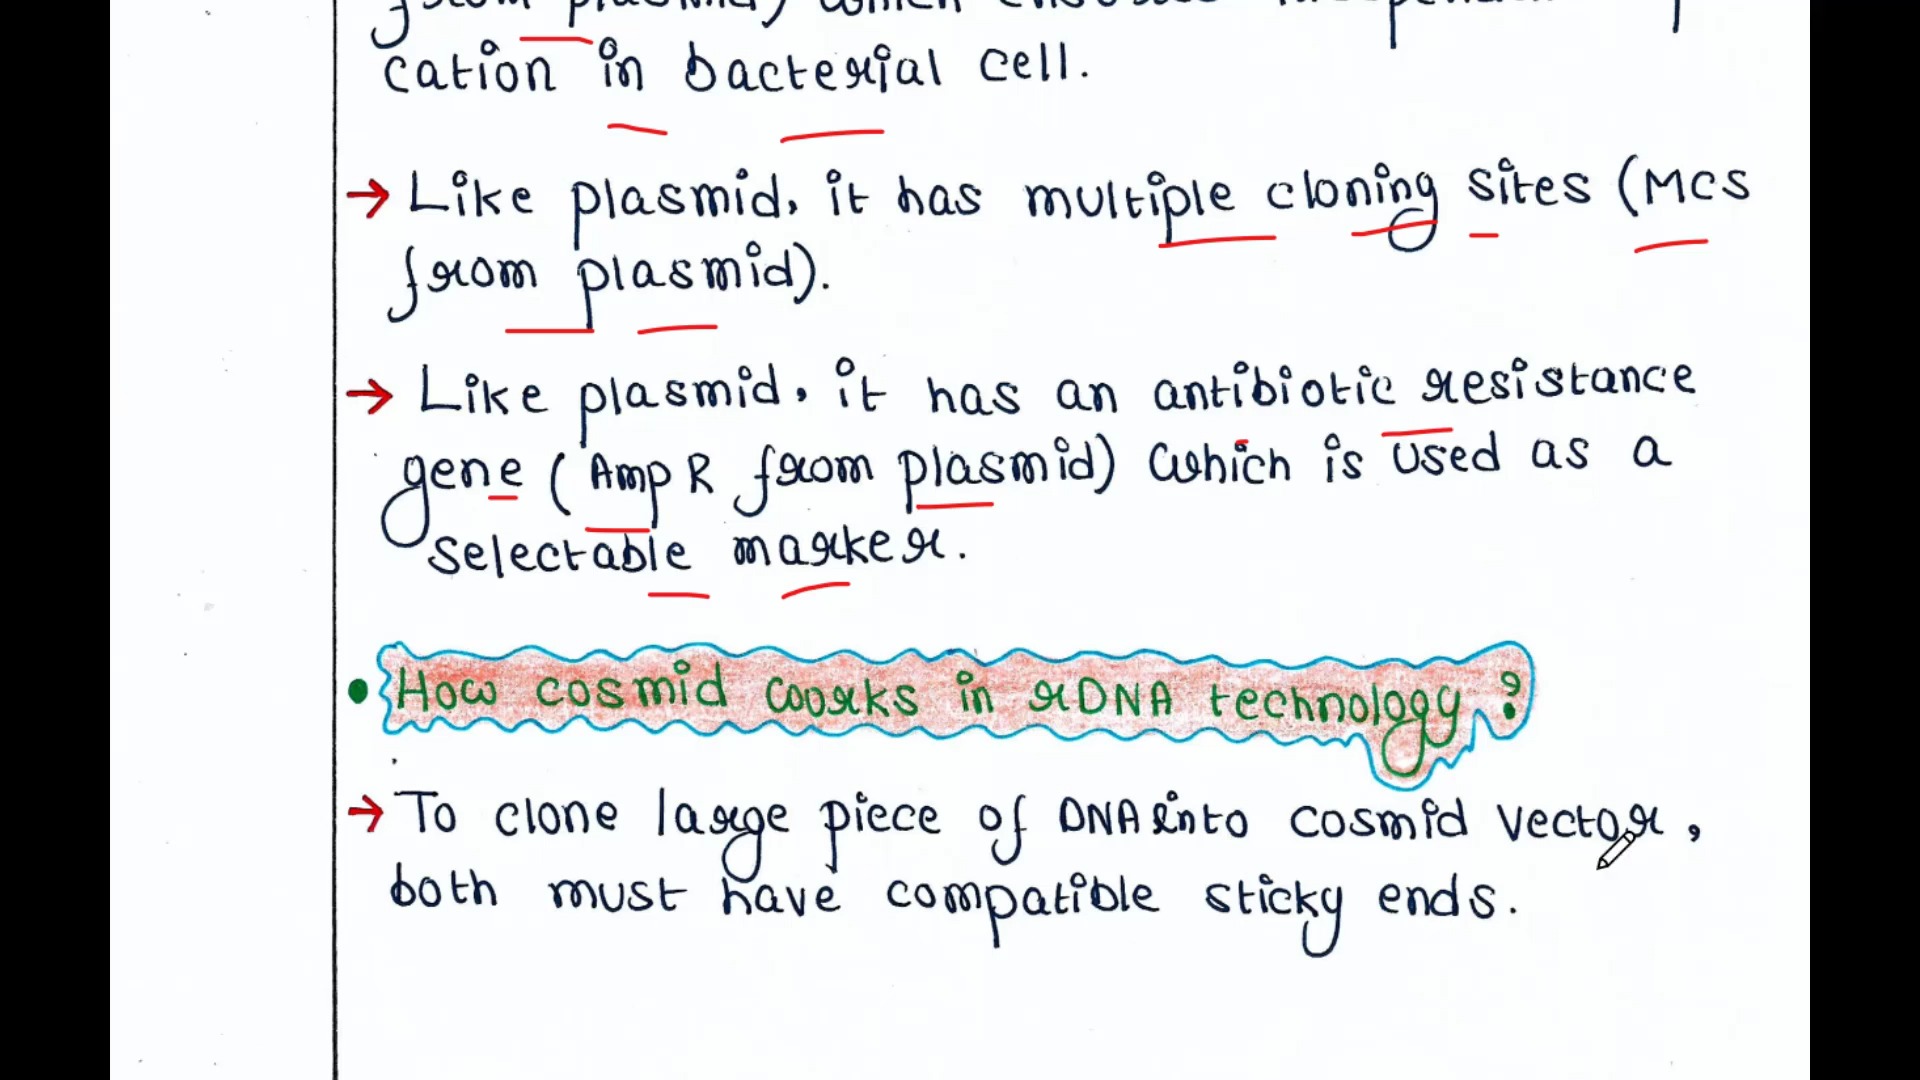 cation in bacterial cell.
→ Like plasmid, it has multiple cloning sites (MCS
from plasmid).
→ Like plasmid, it has an antibiotic resistance
gene (Amp R from plasmid) which is used as a
selectable marker.
• How cosmid works in rDNA technology?
→ To clone large piece of DNA into cosmid vector,
both must have compatible sticky ends.